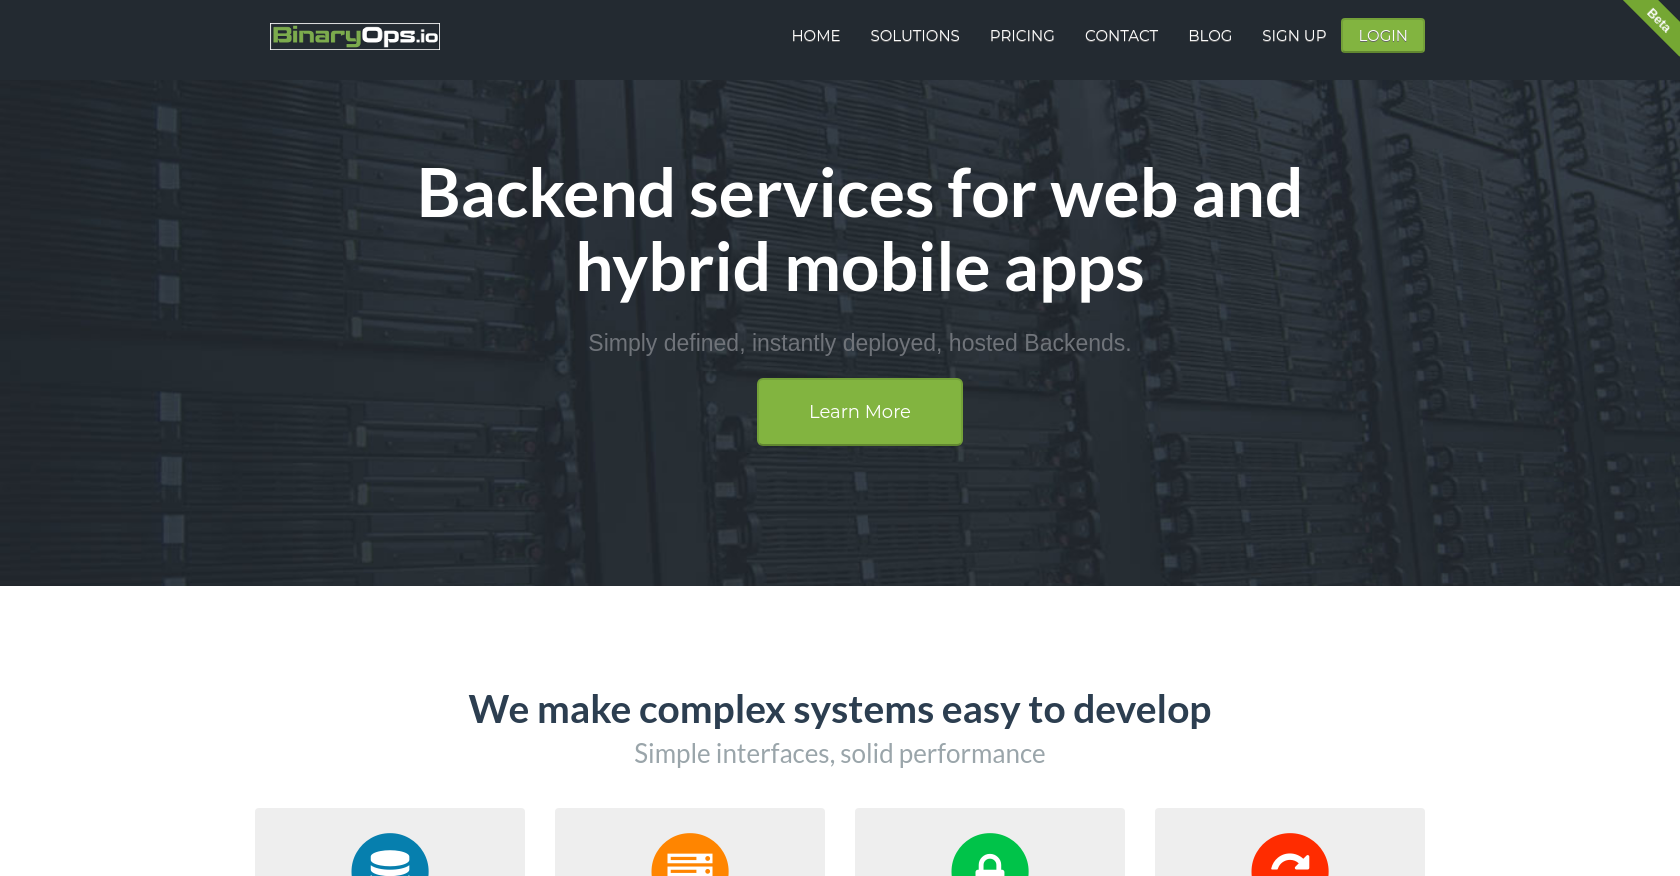 BinaryOps.io
HOME SOLUTIONS PRICING CONTACT BLOG SIGN UP LOGIN
Beta
Backend services for web and
hybrid mobile apps
Simply defined, instantly deployed, hosted Backends.
Learn More
We make complex systems easy to develop
Simple interfaces, solid performance